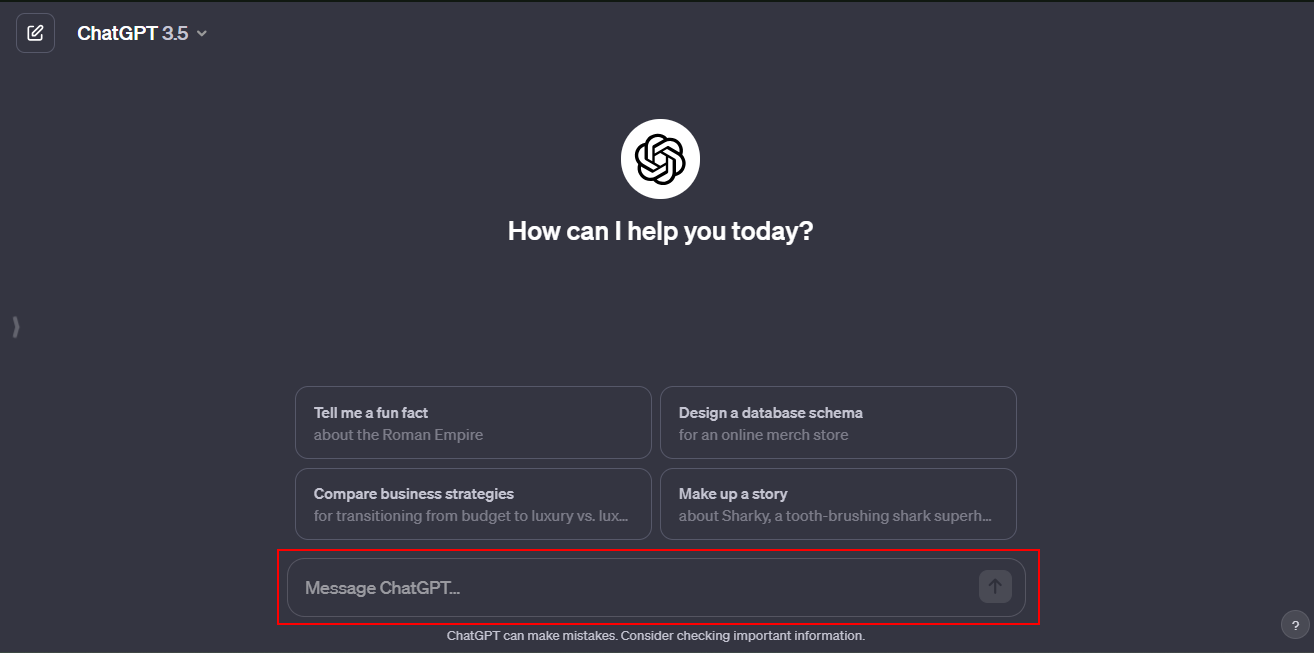 ChatGPT 3.5
How can I help you today?
Tell me a fun fact
about the Roman Empire
Design a database schema
for an online merch store
Compare business strategies
for transitioning from budget to luxury vs. lux...
Make up a story
about Sharky, a tooth-brushing shark superh...
Message ChatGPT...
ChatGPT can make mistakes. Consider checking important information.
?